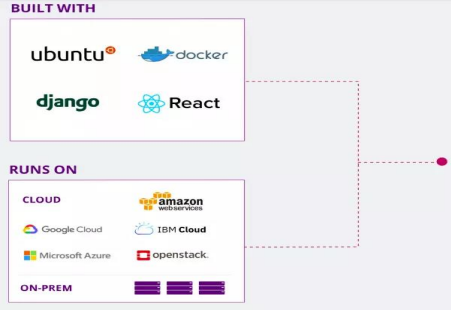 BUILT WITH
ubuntu docker
django React
RUNS ON
CLOUD amazon
webservices
Google Cloud IBM Cloud
Microsoft Azure openstack.
ON-PREM